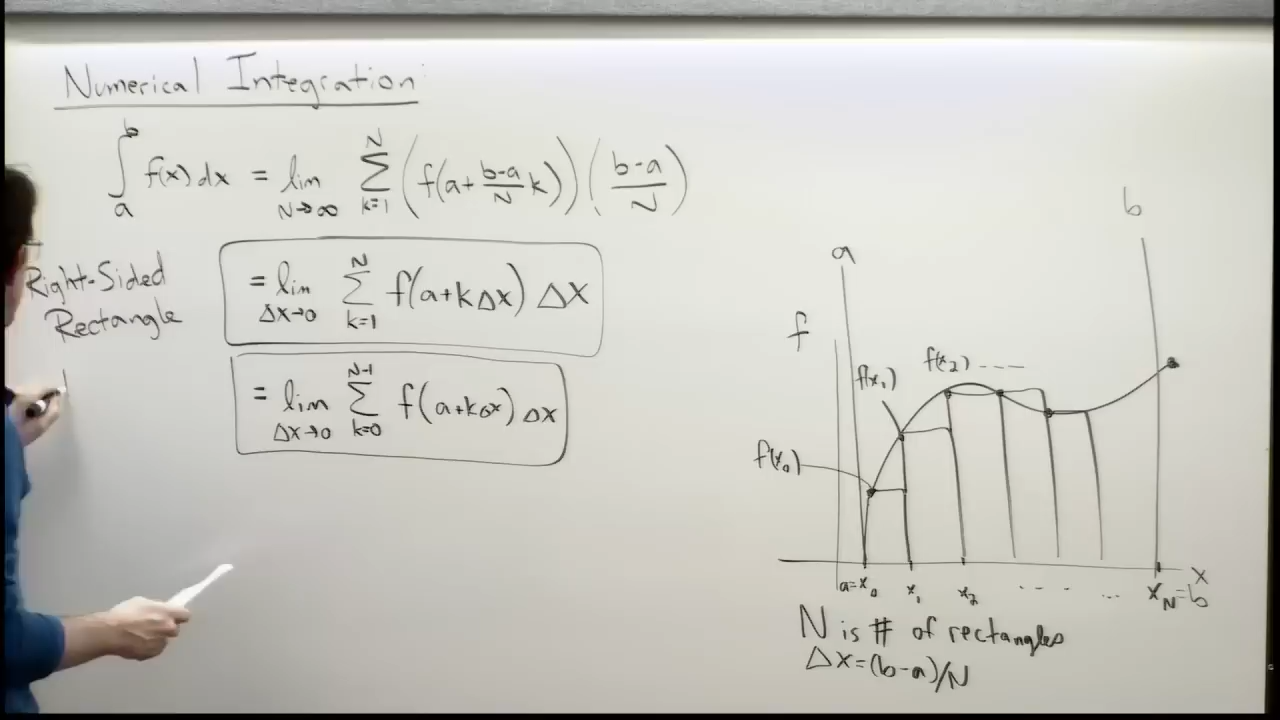 Numerical Integration
∫_a^b f(x) dx = lim_{N→∞} Σ_{k=1}^{N} (f(a+(b-a)/N k)) ((b-a)/N)
Right-Sided
Rectangle
= lim_{Δx→0} Σ_{k=1}^{N} f(a+kΔx) Δx
= lim_{Δx→0} Σ_{k=0}^{N-1} f(a+kΔx) Δx
a
b
f
f(x₀)
f(x₁)
f(x₂) ----
a=x₀ x₁ x₂ ... x_N=b
x
N is # of rectangles
Δx=(b-a)/N